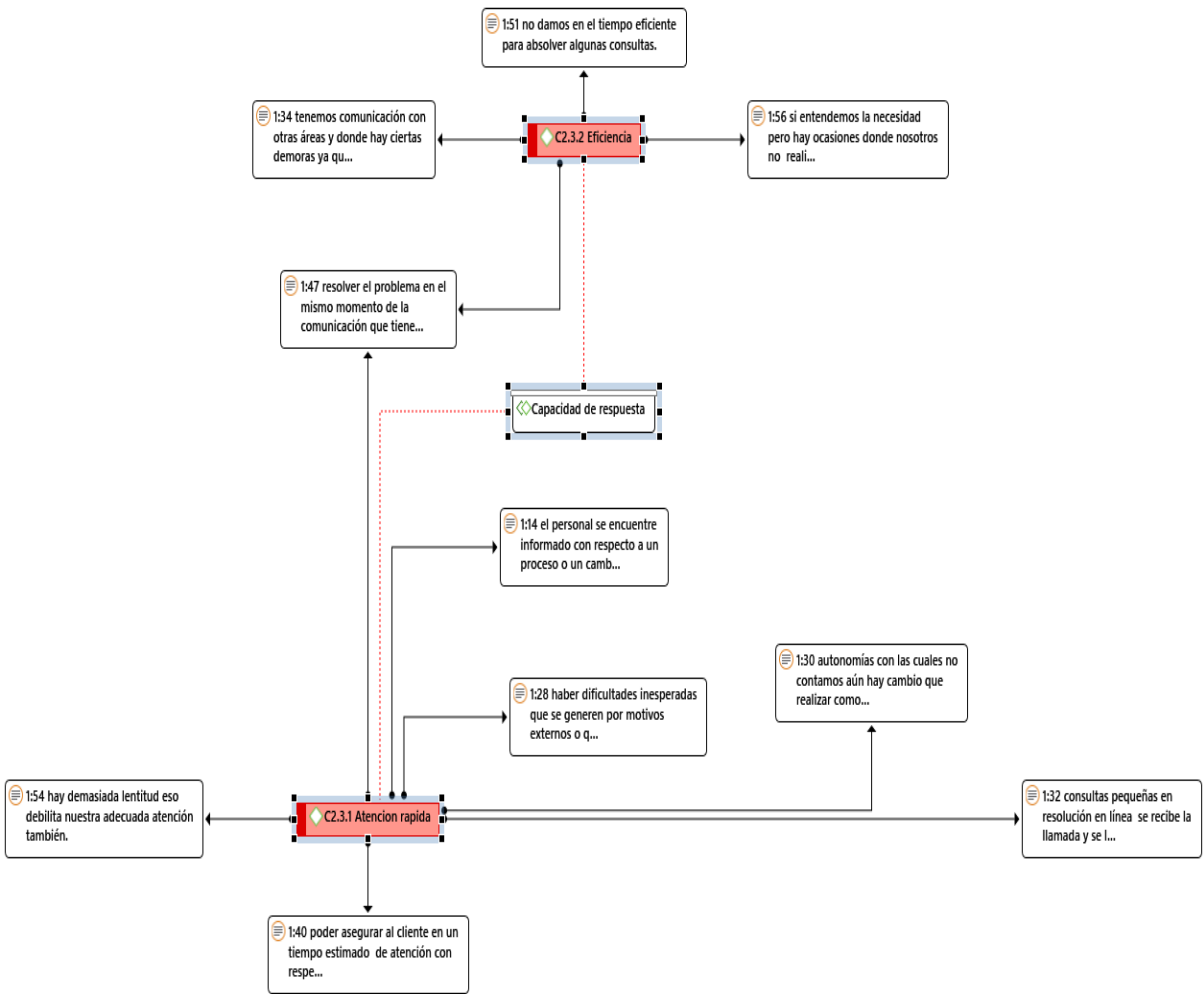 1:51 no damos en el tiempo eficiente
para absolver algunas consultas.
1:34 tenemos comunicación con
otras áreas y donde hay ciertas
demoras ya qu...
C2.3.2 Eficiencia
1:56 si entendemos la necesidad
pero hay ocasiones donde nosotros
no reali...
1:47 resolver el problema en el
mismo momento de la
comunicación que tiene...
Capacidad de respuesta
1:14 el personal se encuentre
informado con respecto a un
proceso o un camb...
1:30 autonomías con las cuales no
contamos aún hay cambio que
realizar como...
1:28 haber dificultades inesperadas
que se generen por motivos
externos o q...
1:54 hay demasiada lentitud eso
debilita nuestra adecuada atención
también.
C2.3.1 Atencion rapida
1:32 consultas pequeñas en
resolución en línea se recibe la
llamada y se l...
1:40 poder asegurar al cliente en un
tiempo estimado de atención con
respe...